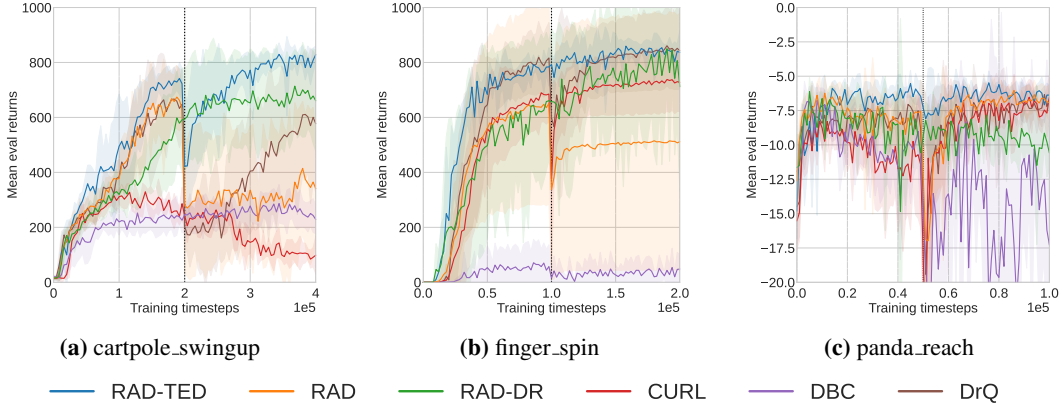 1000
800
600
400
200
0
Mean eval returns
0 1 2 3 4
Training timesteps 1e5
(a) cartpole_swingup
1000
800
600
400
200
0
Mean eval returns
0.0 0.5 1.0 1.5 2.0
Training timesteps 1e5
(b) finger_spin
0.0
−2.5
−5.0
−7.5
−10.0
−12.5
−15.0
−17.5
−20.0
Mean eval returns
0.0 0.2 0.4 0.6 0.8 1.0
Training timesteps 1e5
(c) panda_reach
RAD-TED RAD RAD-DR CURL DBC DrQ